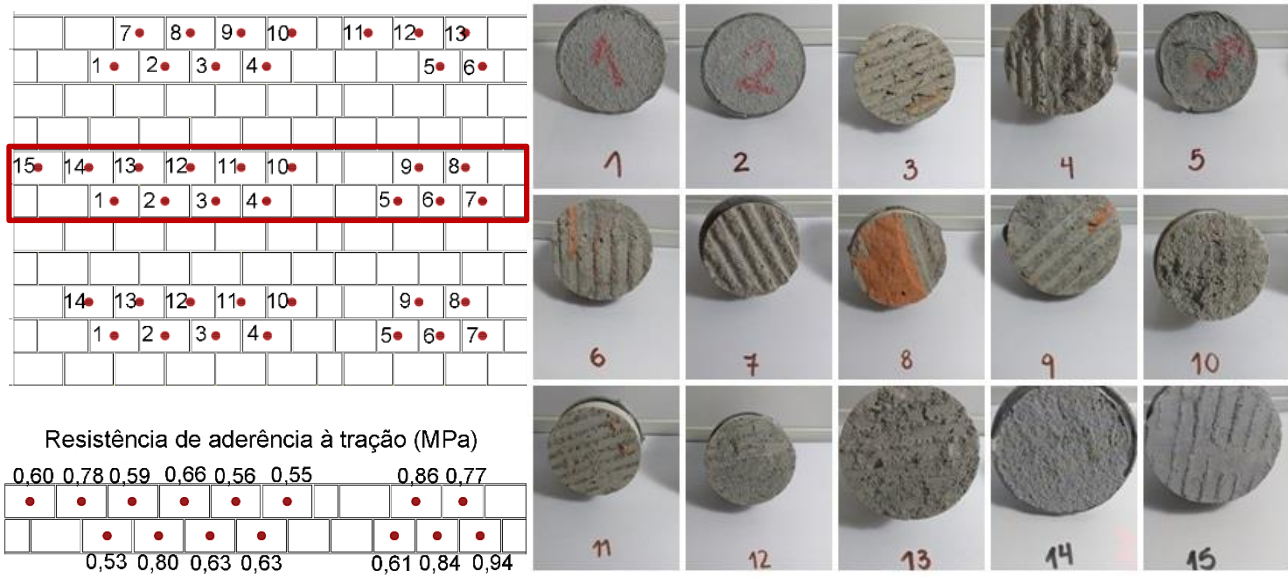 7 8 9 10 11 12 13
1 2 3 4 5 6
15 14 13 12 11 10 9 8
1 2 3 4 5 6 7
14 13 12 11 10 9 8
1 2 3 4 5 6 7
Resistência de aderência à tração (MPa)
0,60 0,78 0,59 0,66 0,56 0,55 0,86 0,77
0,53 0,80 0,63 0,63 0,61 0,84 0,94
1 2 5
1 2 3 4 5
6 7 8 9 10
11 12 13 14 15